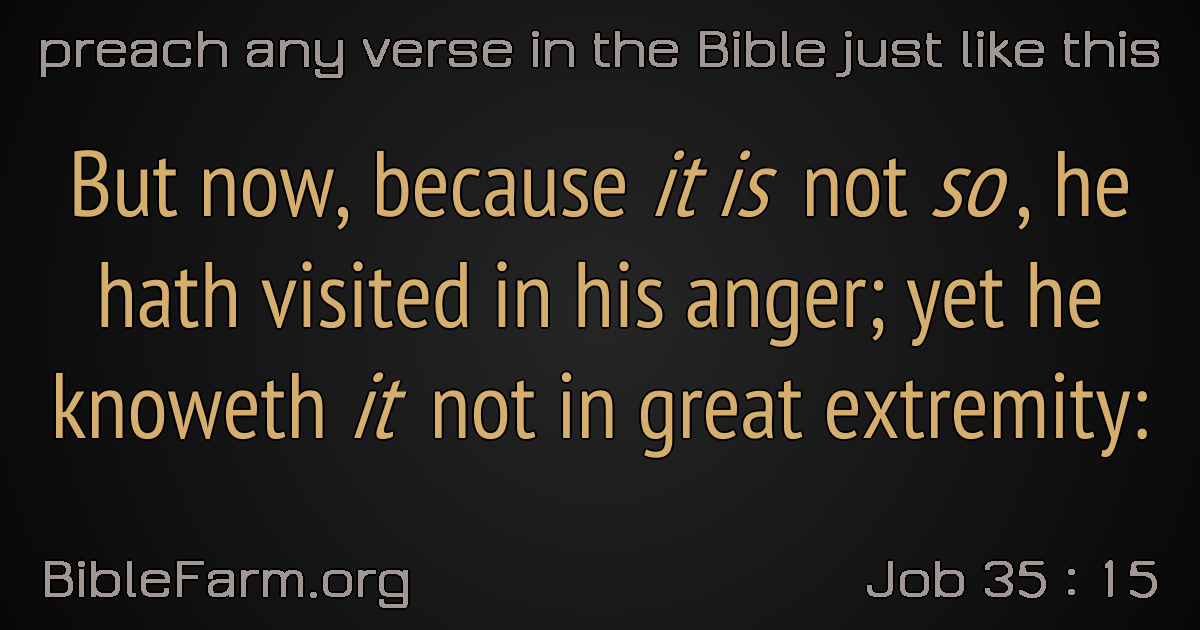 preach any verse in the Bible just like this
But now, because it is not so, he
hath visited in his anger; yet he
knoweth it not in great extremity:
BibleFarm.org
Job 35 : 15